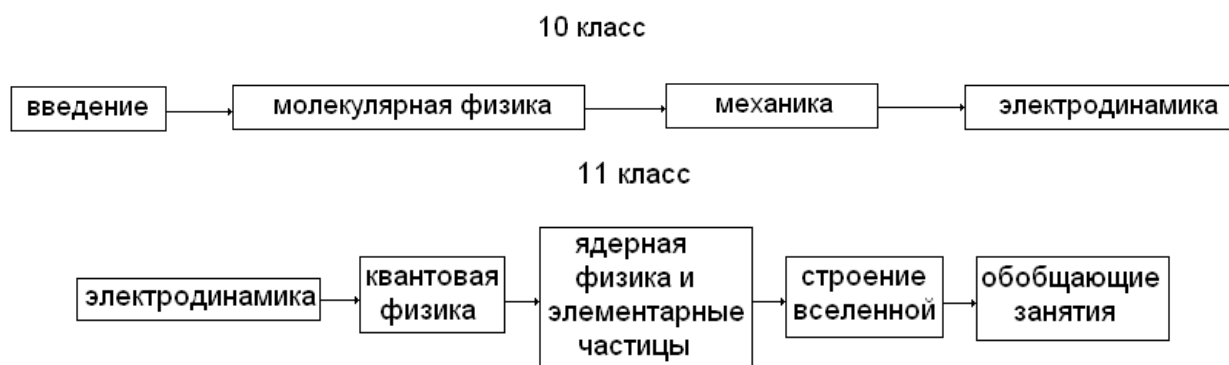 10 класс
введение
молекулярная физика
механика
электродинамика
11 класс
электродинамика
квантовая
физика
ядерная
физика и
элементарные
частицы
строение
вселенной
обобщающие
занятия